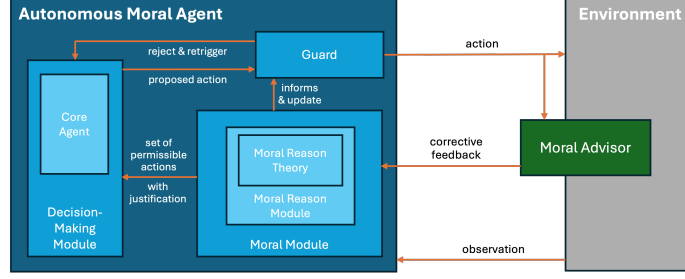 Autonomous Moral Agent
Environment
reject & retrigger
Guard
action
proposed action
informs
& update
Core
Agent
set of
permissible
actions
with
justification
Moral Reason
Theory
Moral Reason
Module
Moral Module
Decision-
Making
Module
corrective
feedback
Moral Advisor
observation